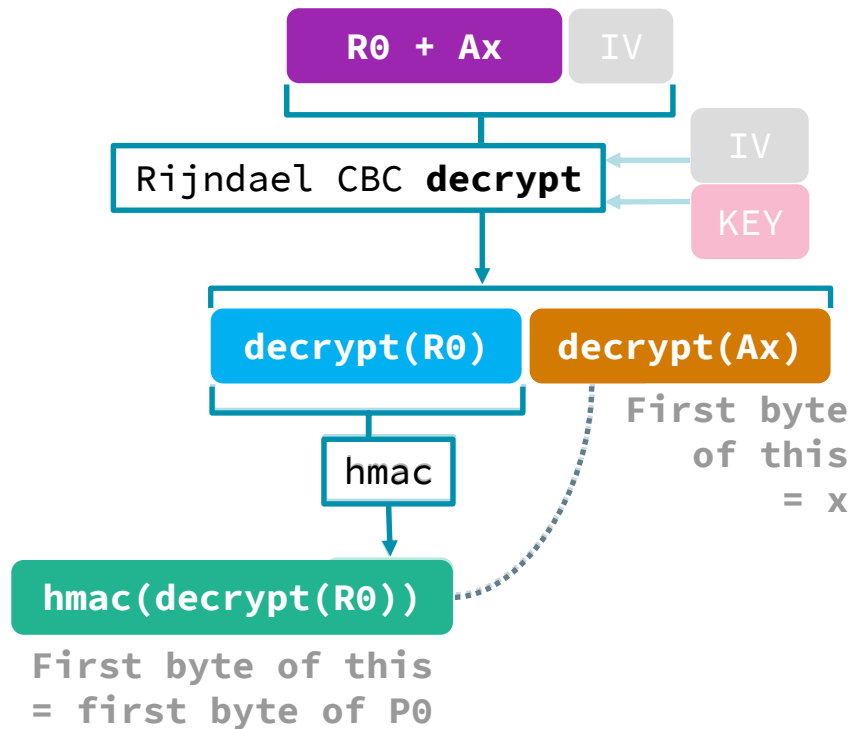 R0 + Ax
IV
IV
Rijndael CBC decrypt
KEY
decrypt(R0)
decrypt(Ax)
First byte
of this
= x
hmac
hmac(decrypt(R0))
First byte of this
= first byte of P0